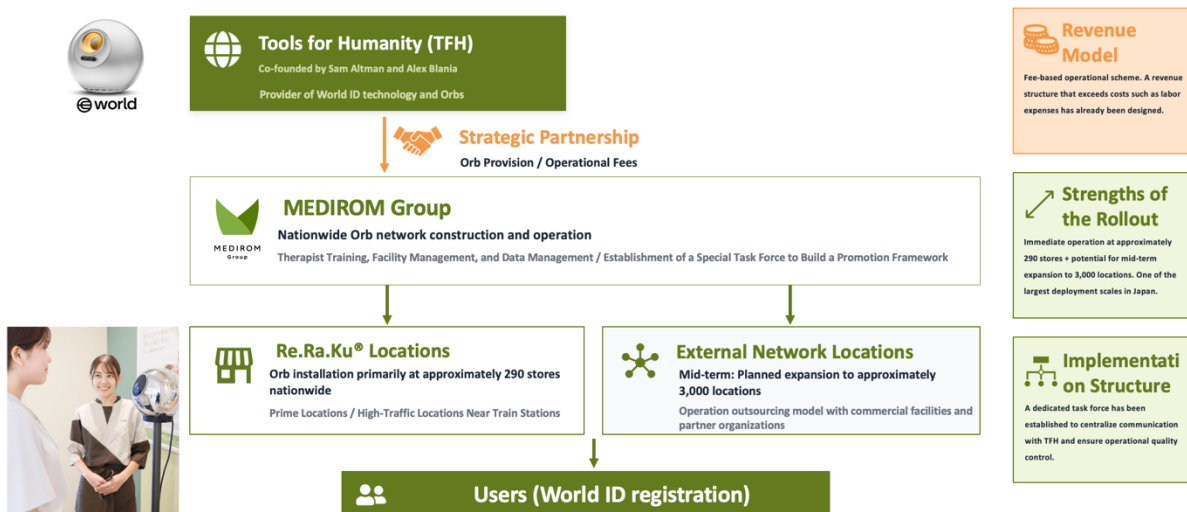 world
Tools for Humanity (TFH)
Co-founded by Sam Altman and Alex Blania
Provider of World ID technology and Orbs
Strategic Partnership
Orb Provision / Operational Fees
MEDIROM
Group
MEDIROM Group
Nationwide Orb network construction and operation
Therapist Training, Facility Management, and Data Management / Establishment of a Special Task Force to Build a Promotion Framework
Re.Ra.Ku® Locations
Orb installation primarily at approximately 290 stores
nationwide
Prime Locations / High-Traffic Locations Near Train Stations
External Network Locations
Mid-term: Planned expansion to approximately
3,000 locations
Operation outsourcing model with commercial facilities and
partner organizations
Users (World ID registration)
Revenue
Model
Fee-based operational scheme. A revenue
structure that exceeds costs such as labor
expenses has already been designed.
Strengths of
the Rollout
Immediate operation at approximately
290 stores + potential for mid-term
expansion to 3,000 locations. One of the
largest deployment scales in Japan.
Implementati
on Structure
A dedicated task force has been
established to centralize communication
with TFH and ensure operational quality
control.